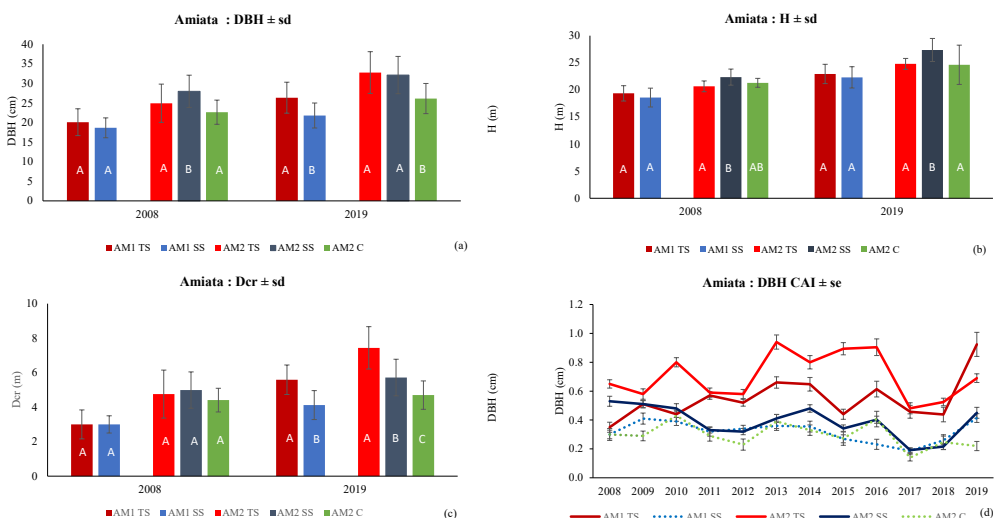 Amiata : DBH ± sd
DBH (cm)
40
35
30
25
20
15
10
5
0
A
A
A
B
A
A
B
A
A
B
2008
2019
AM1 TS
AM1 SS
AM2 TS
AM2 SS
AM2 C
(a)
Amiata : H ± sd
H (m)
H (m)
30
25
20
15
10
5
0
A
A
A
B
AB
A
A
A
B
A
2008
2019
AM1 TS
AM1 SS
AM2 TS
AM2 SS
AM2 C
(b)
Amiata : Dcr ± sd
Dcr (m)
10
8
6
4
2
0
A
A
A
A
A
A
B
A
B
C
2008
2019
AM1 TS
AM1 SS
AM2 TS
AM2 SS
AM2 C
(c)
Amiata : DBH CAI ± se
DBH (cm)
DBH (cm)
1.2
1.0
0.8
0.6
0.4
0.2
0.0
2008 2009 2010 2011 2012 2013 2014 2015 2016 2017 2018 2019
AM1 TS
AM1 SS
AM2 TS
AM2 SS
AM2 C
(d)